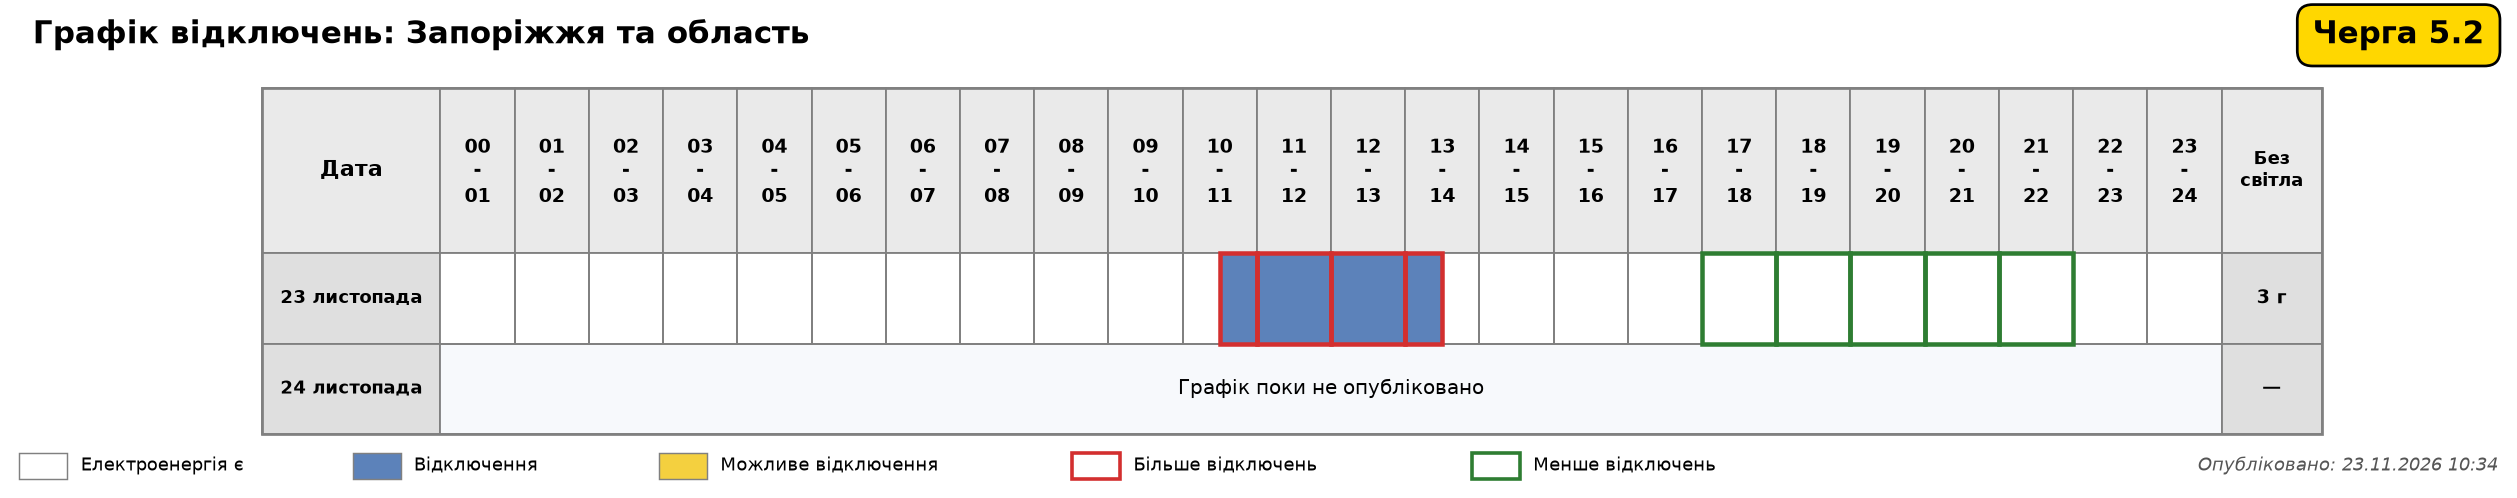 Графік відключень: Запоріжжя та область
Черга 5.2
Дата
00 - 01
01 - 02
02 - 03
03 - 04
04 - 05
05 - 06
06 - 07
07 - 08
08 - 09
09 - 10
10 - 11
11 - 12
12 - 13
13 - 14
14 - 15
15 - 16
16 - 17
17 - 18
18 - 19
19 - 20
20 - 21
21 - 22
22 - 23
23 - 24
Без
світла
23 листопада
3 г
24 листопада
Графік поки не опубліковано
—
Електроенергія є
Відключення
Можливе відключення
Більше відключень
Менше відключень
Опубліковано: 23.11.2026 10:34